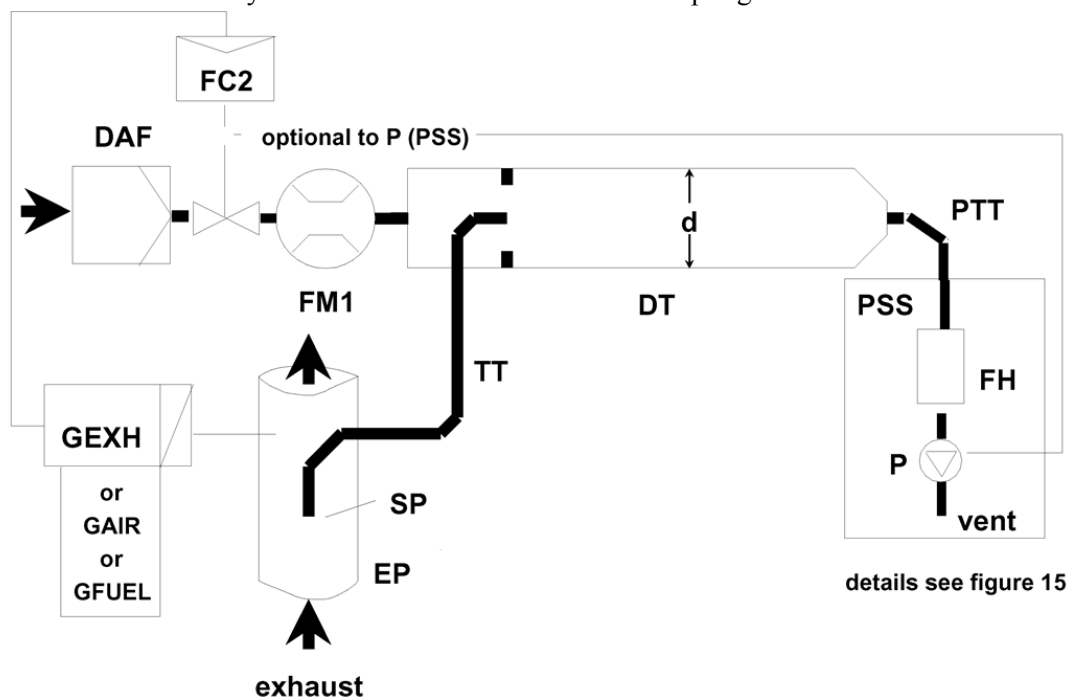 FC2
DAF
optional to P (PSS)
d
PTT
FM1
DT
PSS
TT
FH
GEXH
or
GAIR
or
GFUEL
P
SP
vent
EP
details see figure 15
exhaust